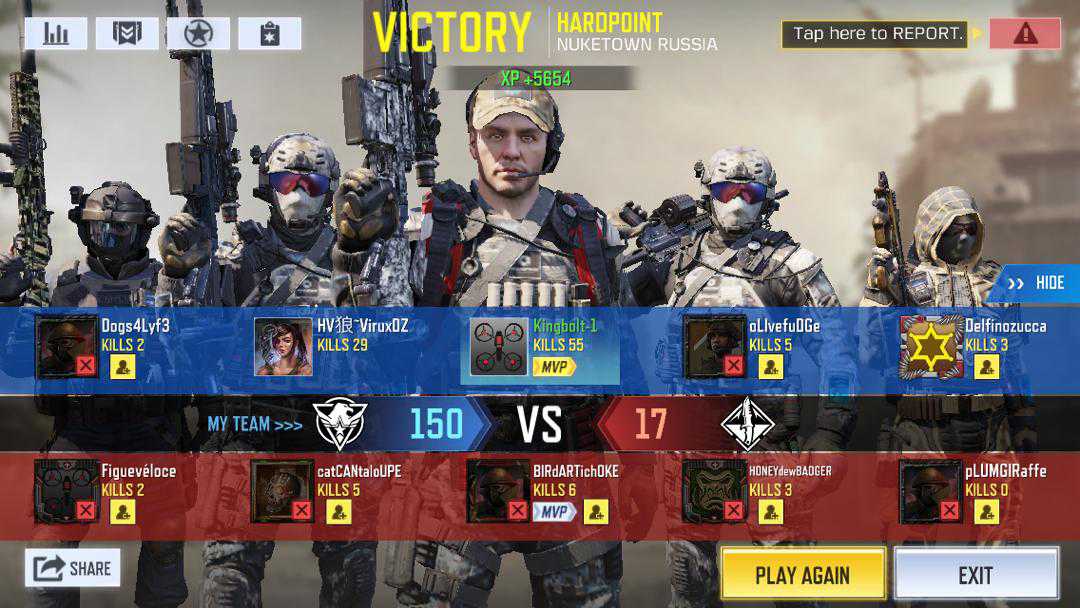 VICTORY
HARDPOINT
NUKETOWN RUSSIA
Tap here to REPORT.
XP +5654
>> HIDE
Dogs4Lyf3
KILLS 2
HV狼~ViruxDZ
KILLS 29
Kingbolt-1
KILLS 55
MVP
oLIvefuDGe
KILLS 5
Delfinozucca
KILLS 3
MY TEAM >>>
150
VS
17
Figuevéloce
KILLS 2
catCANtaloUPE
KILLS 5
BIRdARTichOKE
KILLS 6
MVP
HONEYdewBADGER
KILLS 3
pLUMGIRaffe
KILLS 0
SHARE
PLAY AGAIN
EXIT